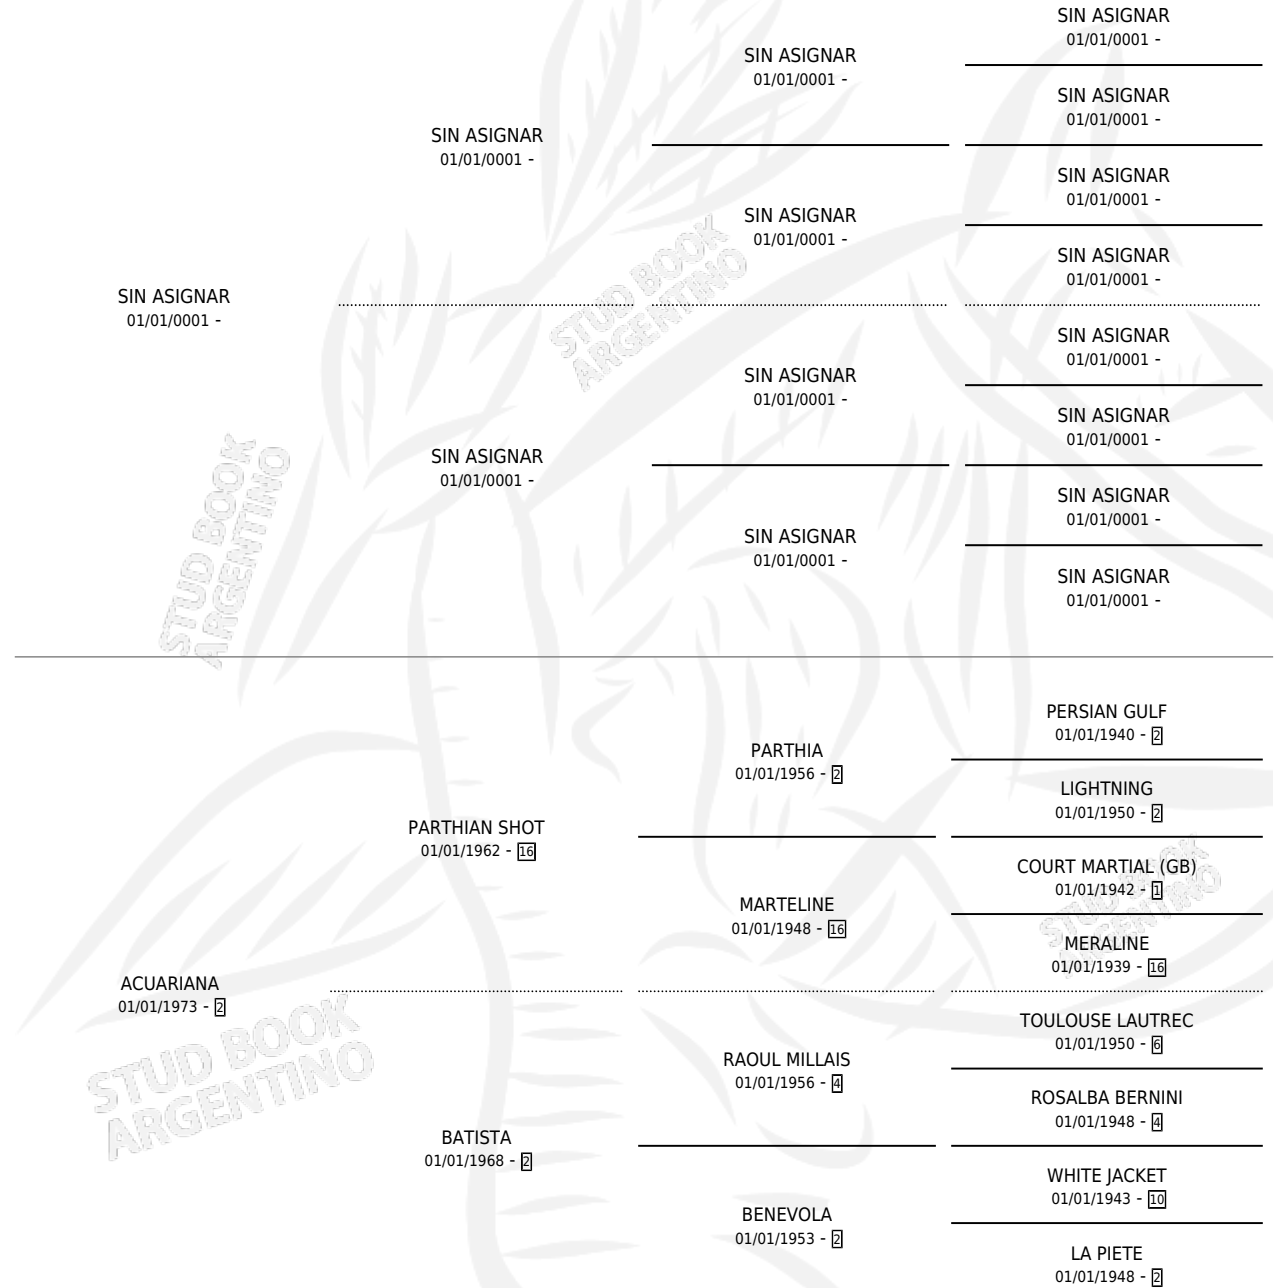 SIN ASIGNAR
01/01/0001 -
SIN ASIGNAR
01/01/0001 -
SIN ASIGNAR
01/01/0001 -
SIN ASIGNAR
01/01/0001 -
SIN ASIGNAR
01/01/0001 -
SIN ASIGNAR
01/01/0001 -
SIN ASIGNAR
01/01/0001 -
STUD BOOK
ARGENTINO
SIN ASIGNAR
01/01/0001 -
SIN ASIGNAR
01/01/0001 -
SIN ASIGNAR
01/01/0001 -
SIN ASIGNAR
01/01/0001 -
SIN ASIGNAR
01/01/0001 -
SIN ASIGNAR
01/01/0001 -
STUD BOOK
ARGENTINO
SIN ASIGNAR
01/01/0001 -
SIN ASIGNAR
01/01/0001 -
PERSIAN GULF
01/01/1940 - 2
PARTHIA
01/01/1956 - 2
LIGHTNING
01/01/1950 - 2
PARTHIAN SHOT
01/01/1962 - 16
COURT MARTIAL (GB)
01/01/1942 - 1
STUD BOOK
ARGENTINO
MARTELINE
01/01/1948 - 16
MERALINE
01/01/1939 - 16
ACUARIANA
01/01/1973 - 2
TOULOUSE LAUTREC
01/01/1950 - 6
STUD BOOK
ARGENTINO
RAOUL MILLAIS
01/01/1956 - 4
ROSALBA BERNINI
01/01/1948 - 4
BATISTA
01/01/1968 - 2
WHITE JACKET
01/01/1943 - 10
BENEVOLA
01/01/1953 - 2
LA PIETE
01/01/1948 - 2